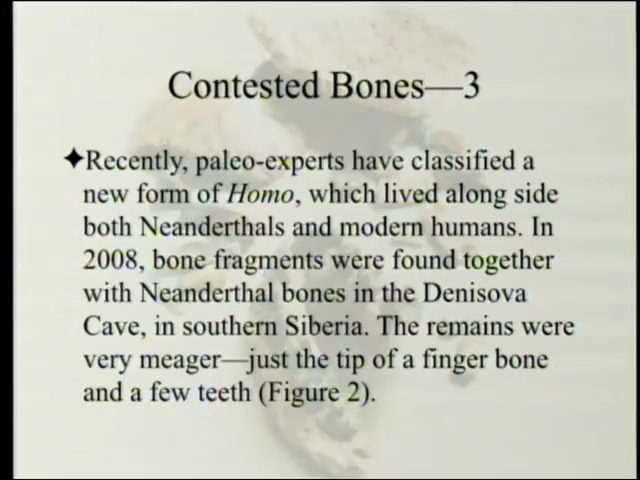 Contested Bones—3
✦Recently, paleo-experts have classified a
new form of Homo, which lived along side
both Neanderthals and modern humans. In
2008, bone fragments were found together
with Neanderthal bones in the Denisova
Cave, in southern Siberia. The remains were
very meager—just the tip of a finger bone
and a few teeth (Figure 2).